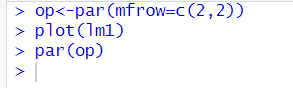 > op<-par(mfrow=c(2,2))
> plot(lm1)
> par(op)
>